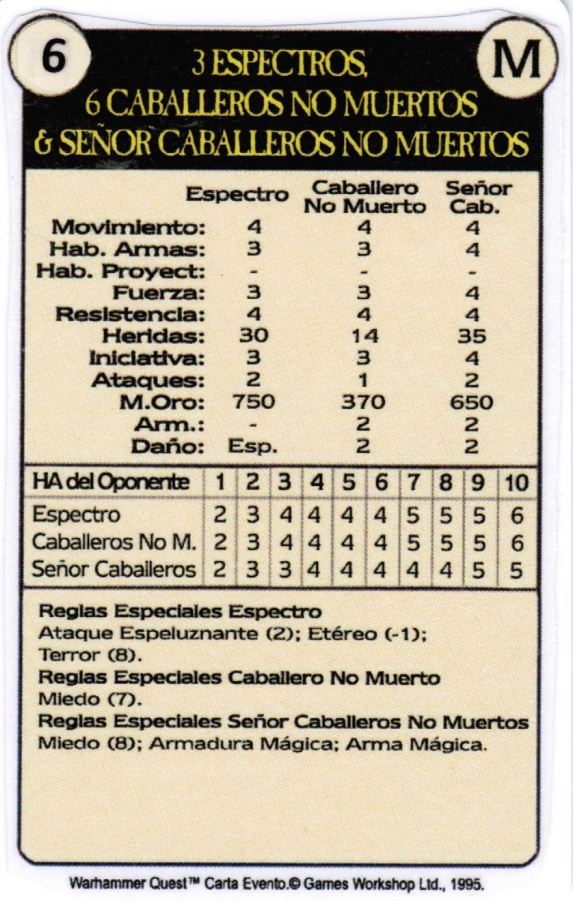 6
M
3 ESPECTROS,
6 CABALLEROS NO MUERTOS
& SEÑOR CABALLEROS NO MUERTOS
Espectro Caballero No Muerto Señor Cab.
Movimiento: 4 4 4
Hab. Armas: 3 3 4
Hab. Proyect: - - -
Fuerza: 3 3 4
Resistencia: 4 4 4
Heridas: 30 14 35
Iniciativa: 3 3 4
Ataques: 2 1 2
M.Oro: 750 370 650
Arm.: - 2 2
Daño: Esp. 2 2
HA del Oponente 1 2 3 4 5 6 7 8 9 10
Espectro 2 3 4 4 4 4 5 5 5 6
Caballeros No M. 2 3 4 4 4 4 5 5 5 6
Señor Caballeros 2 3 3 4 4 4 4 4 5 5
Reglas Especiales Espectro
Ataque Espeluznante (2); Etéreo (-1);
Terror (8).
Reglas Especiales Caballero No Muerto
Miedo (7).
Reglas Especiales Señor Caballeros No Muertos
Miedo (8); Armadura Mágica; Arma Mágica.
Warhammer Quest™ Carta Evento.© Games Workshop Ltd., 1995.